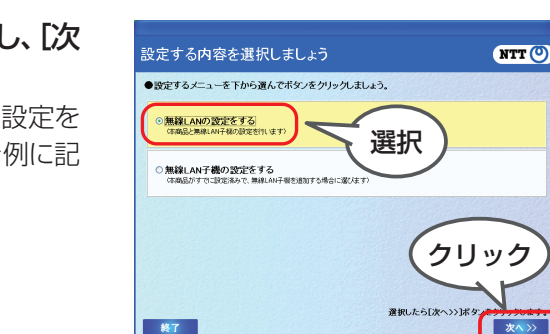 し、[次
設定を
例に記
設定する内容を選択しましょう
NTT
●設定するメニューを下から選んでボタンをクリックしましょう。
無線LANの設定をする
(本商品と無線LAN子機の設定を行います)
選択
無線LAN子機の設定をする
(本商品がすでに設定済みで、無線LAN子機を追加する場合に選びます)
クリック
選択したら[次へ>>]ボタンをクリックします。
終了
次へ>>